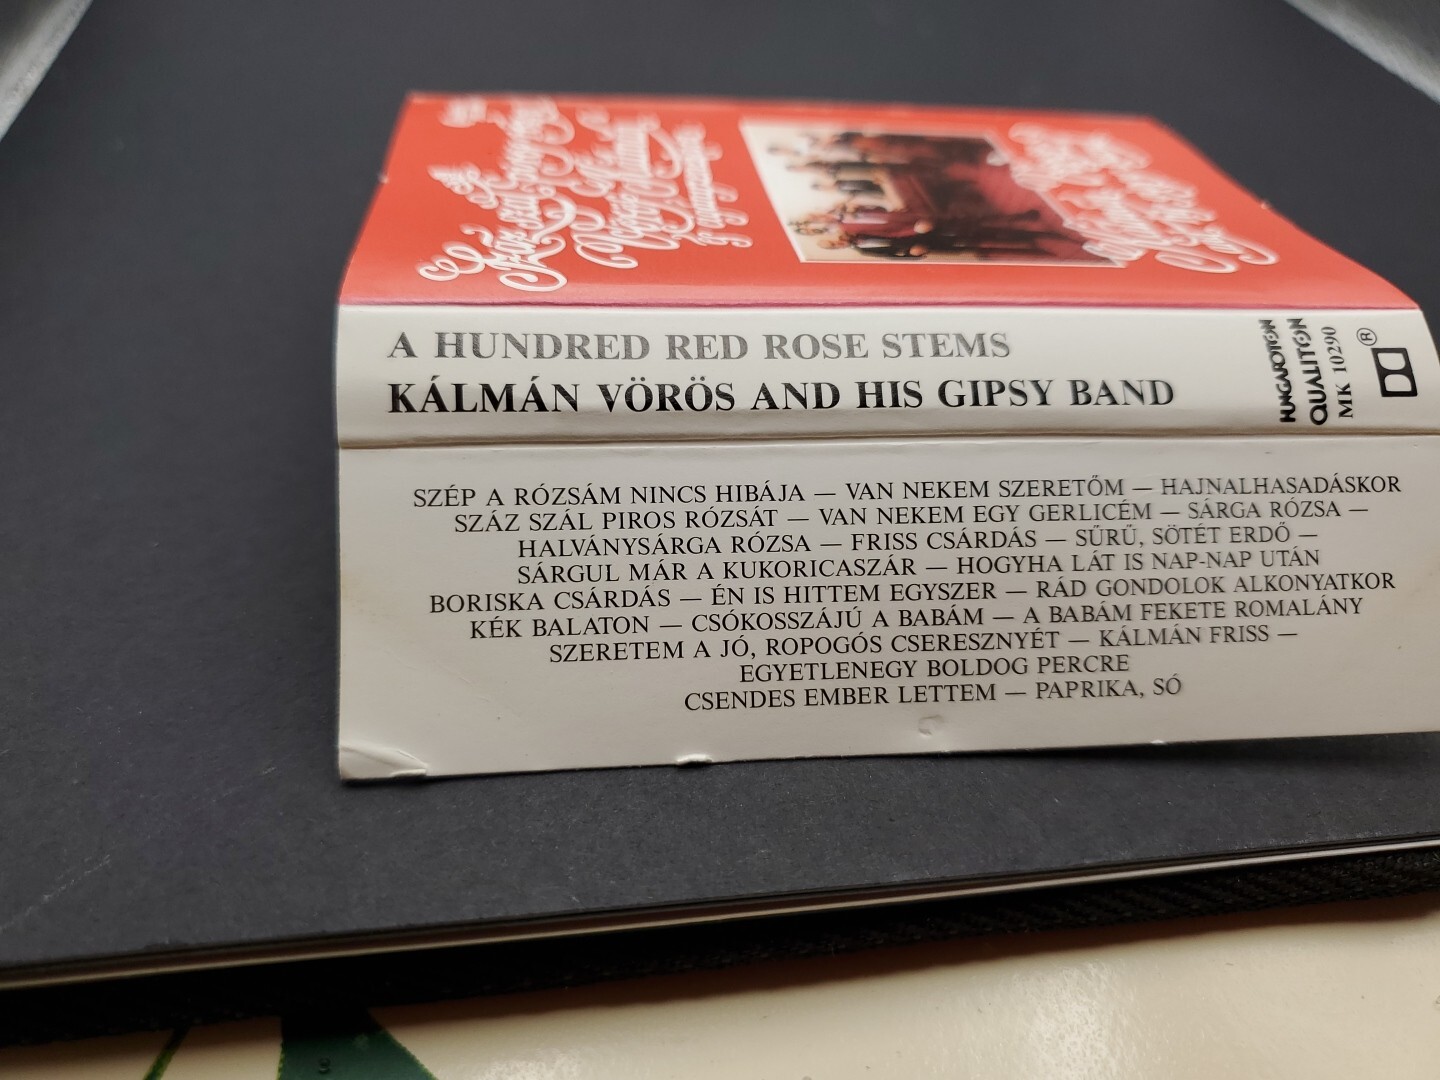 A HUNDRED RED ROSE STEMS
KÁLMÁN VÖRÖS AND HIS GIPSY BAND
HUNGAROTON
QUALITON
MK 10290
®
SZÉP A RÓZSÁM NINCS HIBÁJA — VAN NEKEM SZERETŐM — HAJNALHASADÁSKOR
SZÁZ SZÁL PIROS RÓZSÁT — VAN NEKEM EGY GERLICÉM — SÁRGA RÓZSA —
HALVÁNYSÁRGA RÓZSA — FRISS CSÁRDÁS — SŰRŰ, SÖTÉT ERDŐ —
SÁRGUL MÁR A KUKORICASZÁR — HOGYHA LÁT IS NAP-NAP UTÁN
BORISKA CSÁRDÁS — ÉN IS HITTEM EGYSZER — RÁD GONDOLOK ALKONYATKOR
KÉK BALATON — CSÓKOSSZÁJÚ A BABÁM — A BABÁM FEKETE ROMALÁNY
SZERETEM A JÓ, ROPOGÓS CSERESZNYÉT — KÁLMÁN FRISS —
EGYETLENEGY BOLDOG PERCRE
CSENDES EMBER LETTEM — PAPRIKA, SÓ